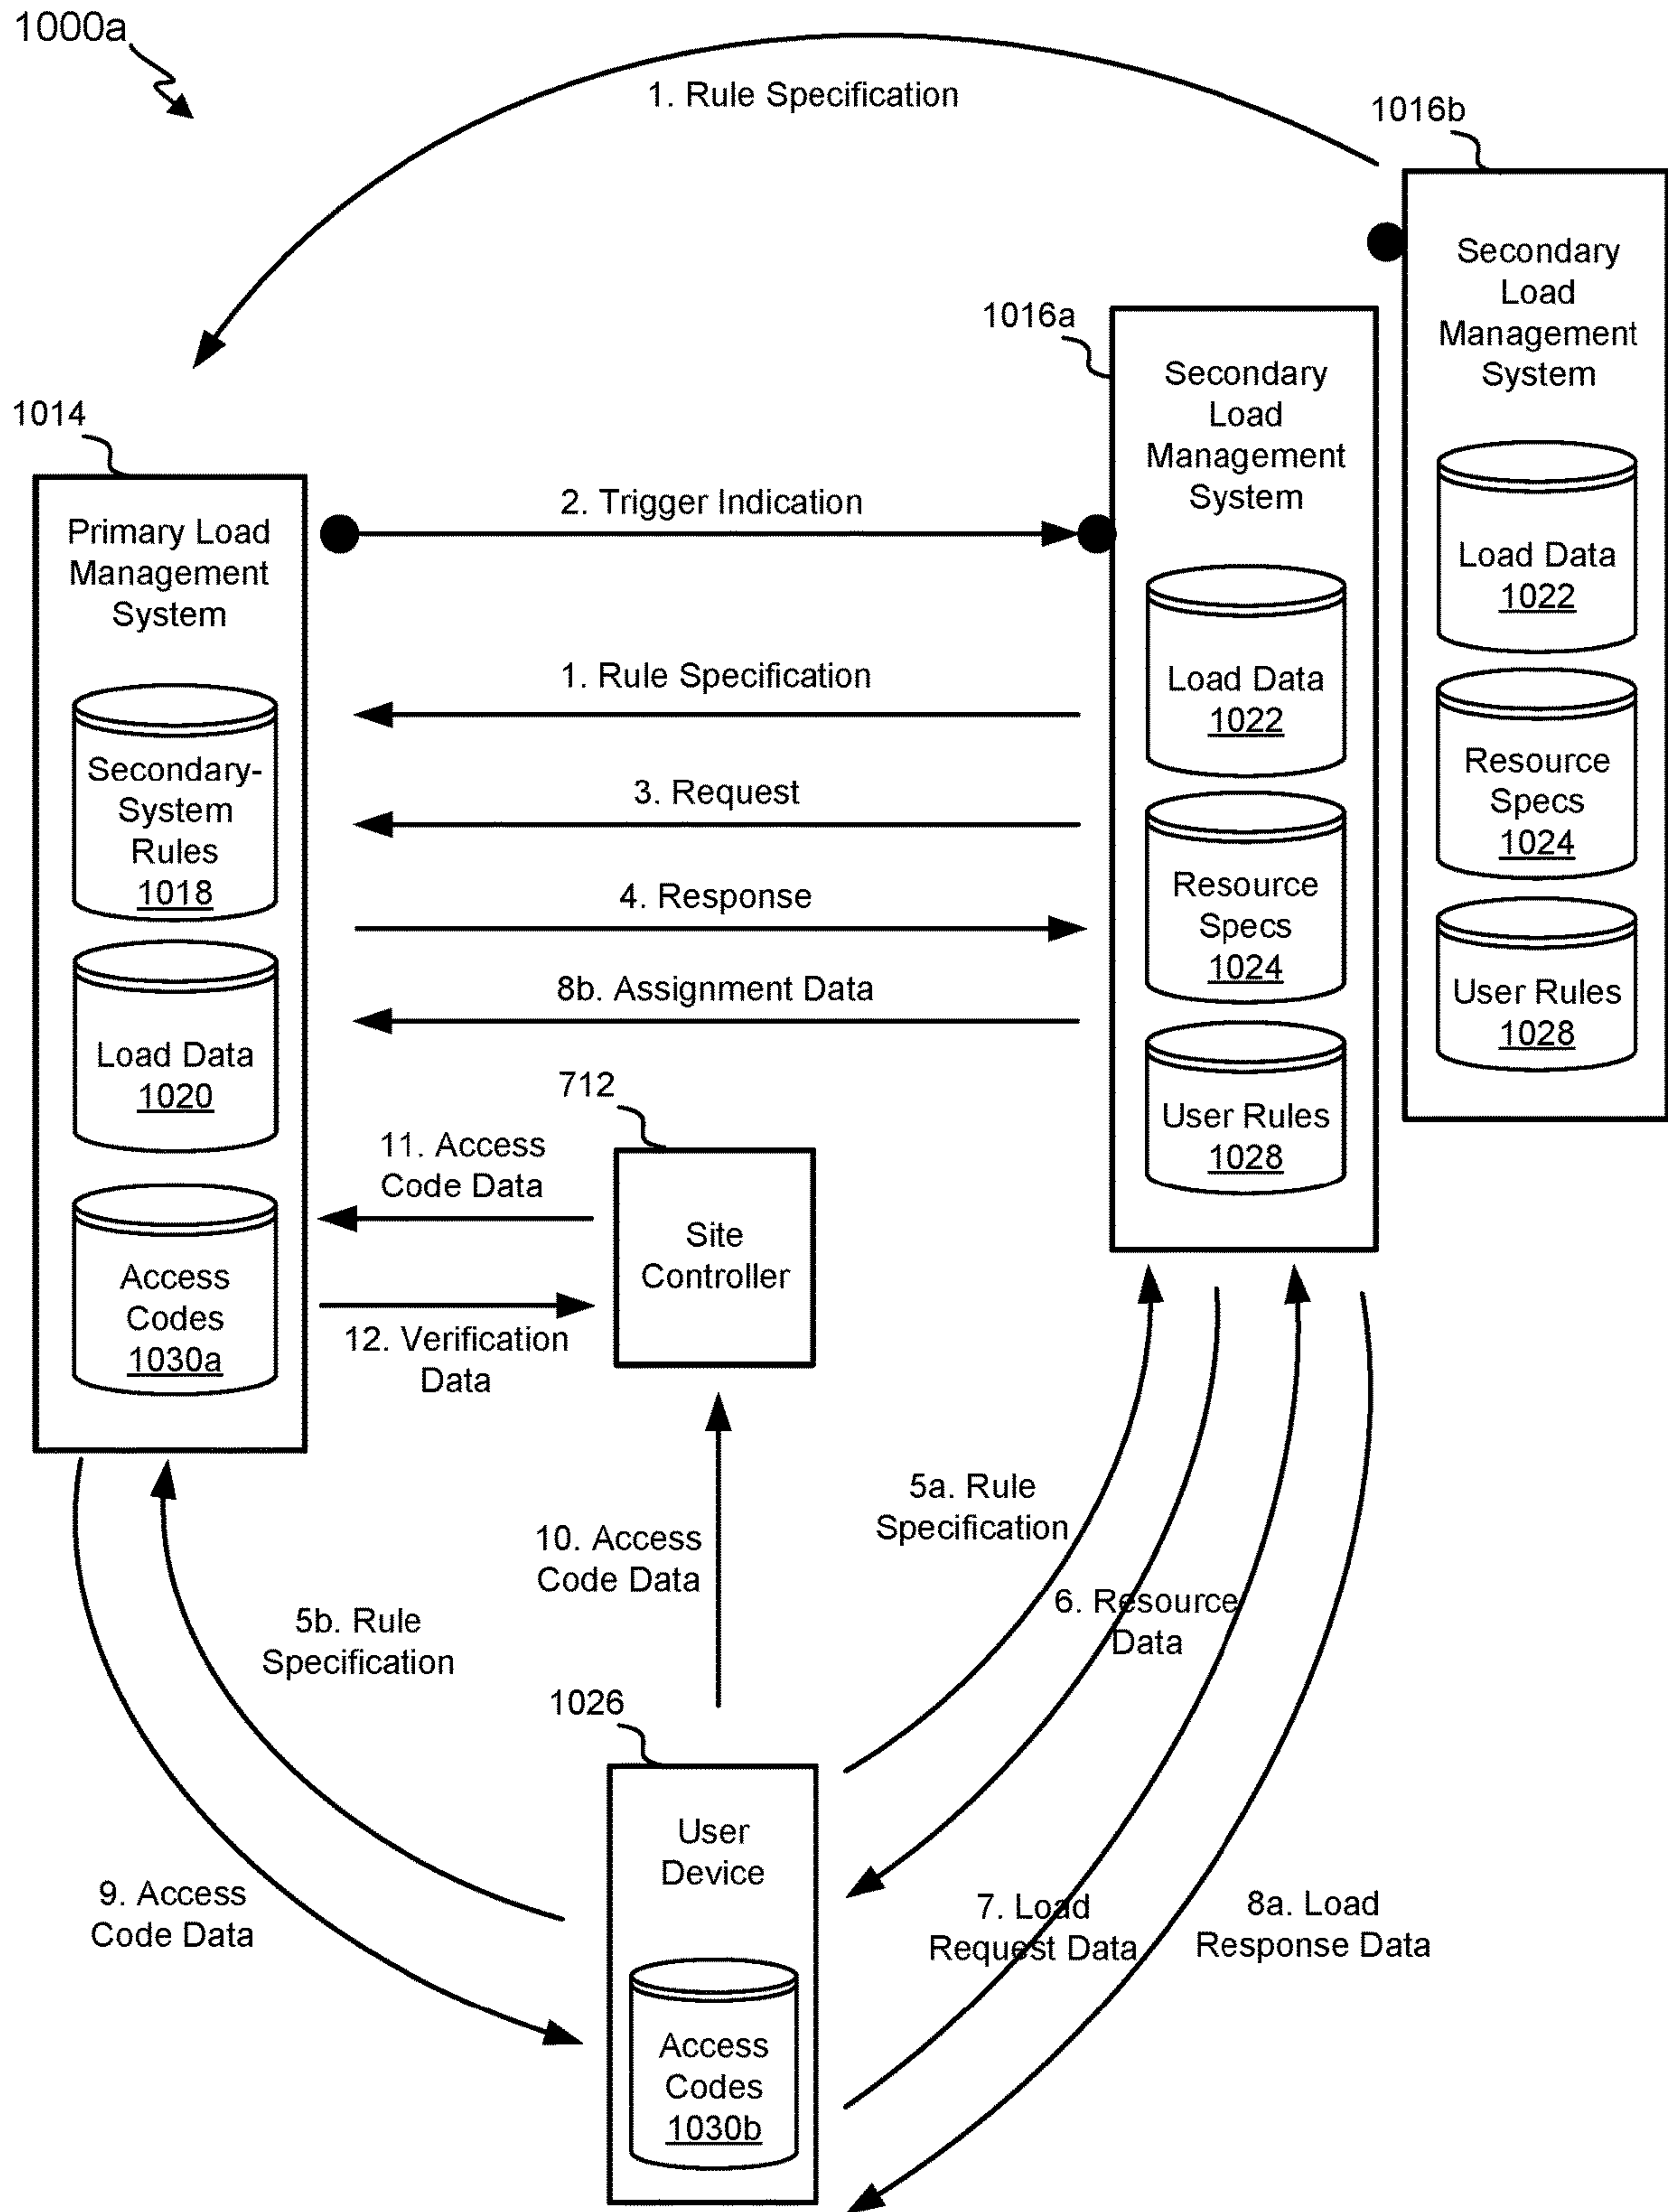 1000a
1. Rule Specification
1016b
Secondary
Load
Management
System
Load Data
1022
Resource
Specs
1024
User Rules
1028
1016a
Secondary
Load
Management
System
Load Data
1022
Resource
Specs
1024
User Rules
1028
1014
Primary Load
Management
System
Secondary-
System
Rules
1018
Load Data
1020
Access
Codes
1030a
2. Trigger Indication
1. Rule Specification
3. Request
4. Response
8b. Assignment Data
712
Site
Controller
11. Access
Code Data
12. Verification
Data
10. Access
Code Data
5a. Rule
Specification
6. Resource
Data
5b. Rule
Specification
1026
User
Device
Access
Codes
1030b
9. Access
Code Data
7. Load
Request Data
8a. Load
Response Data